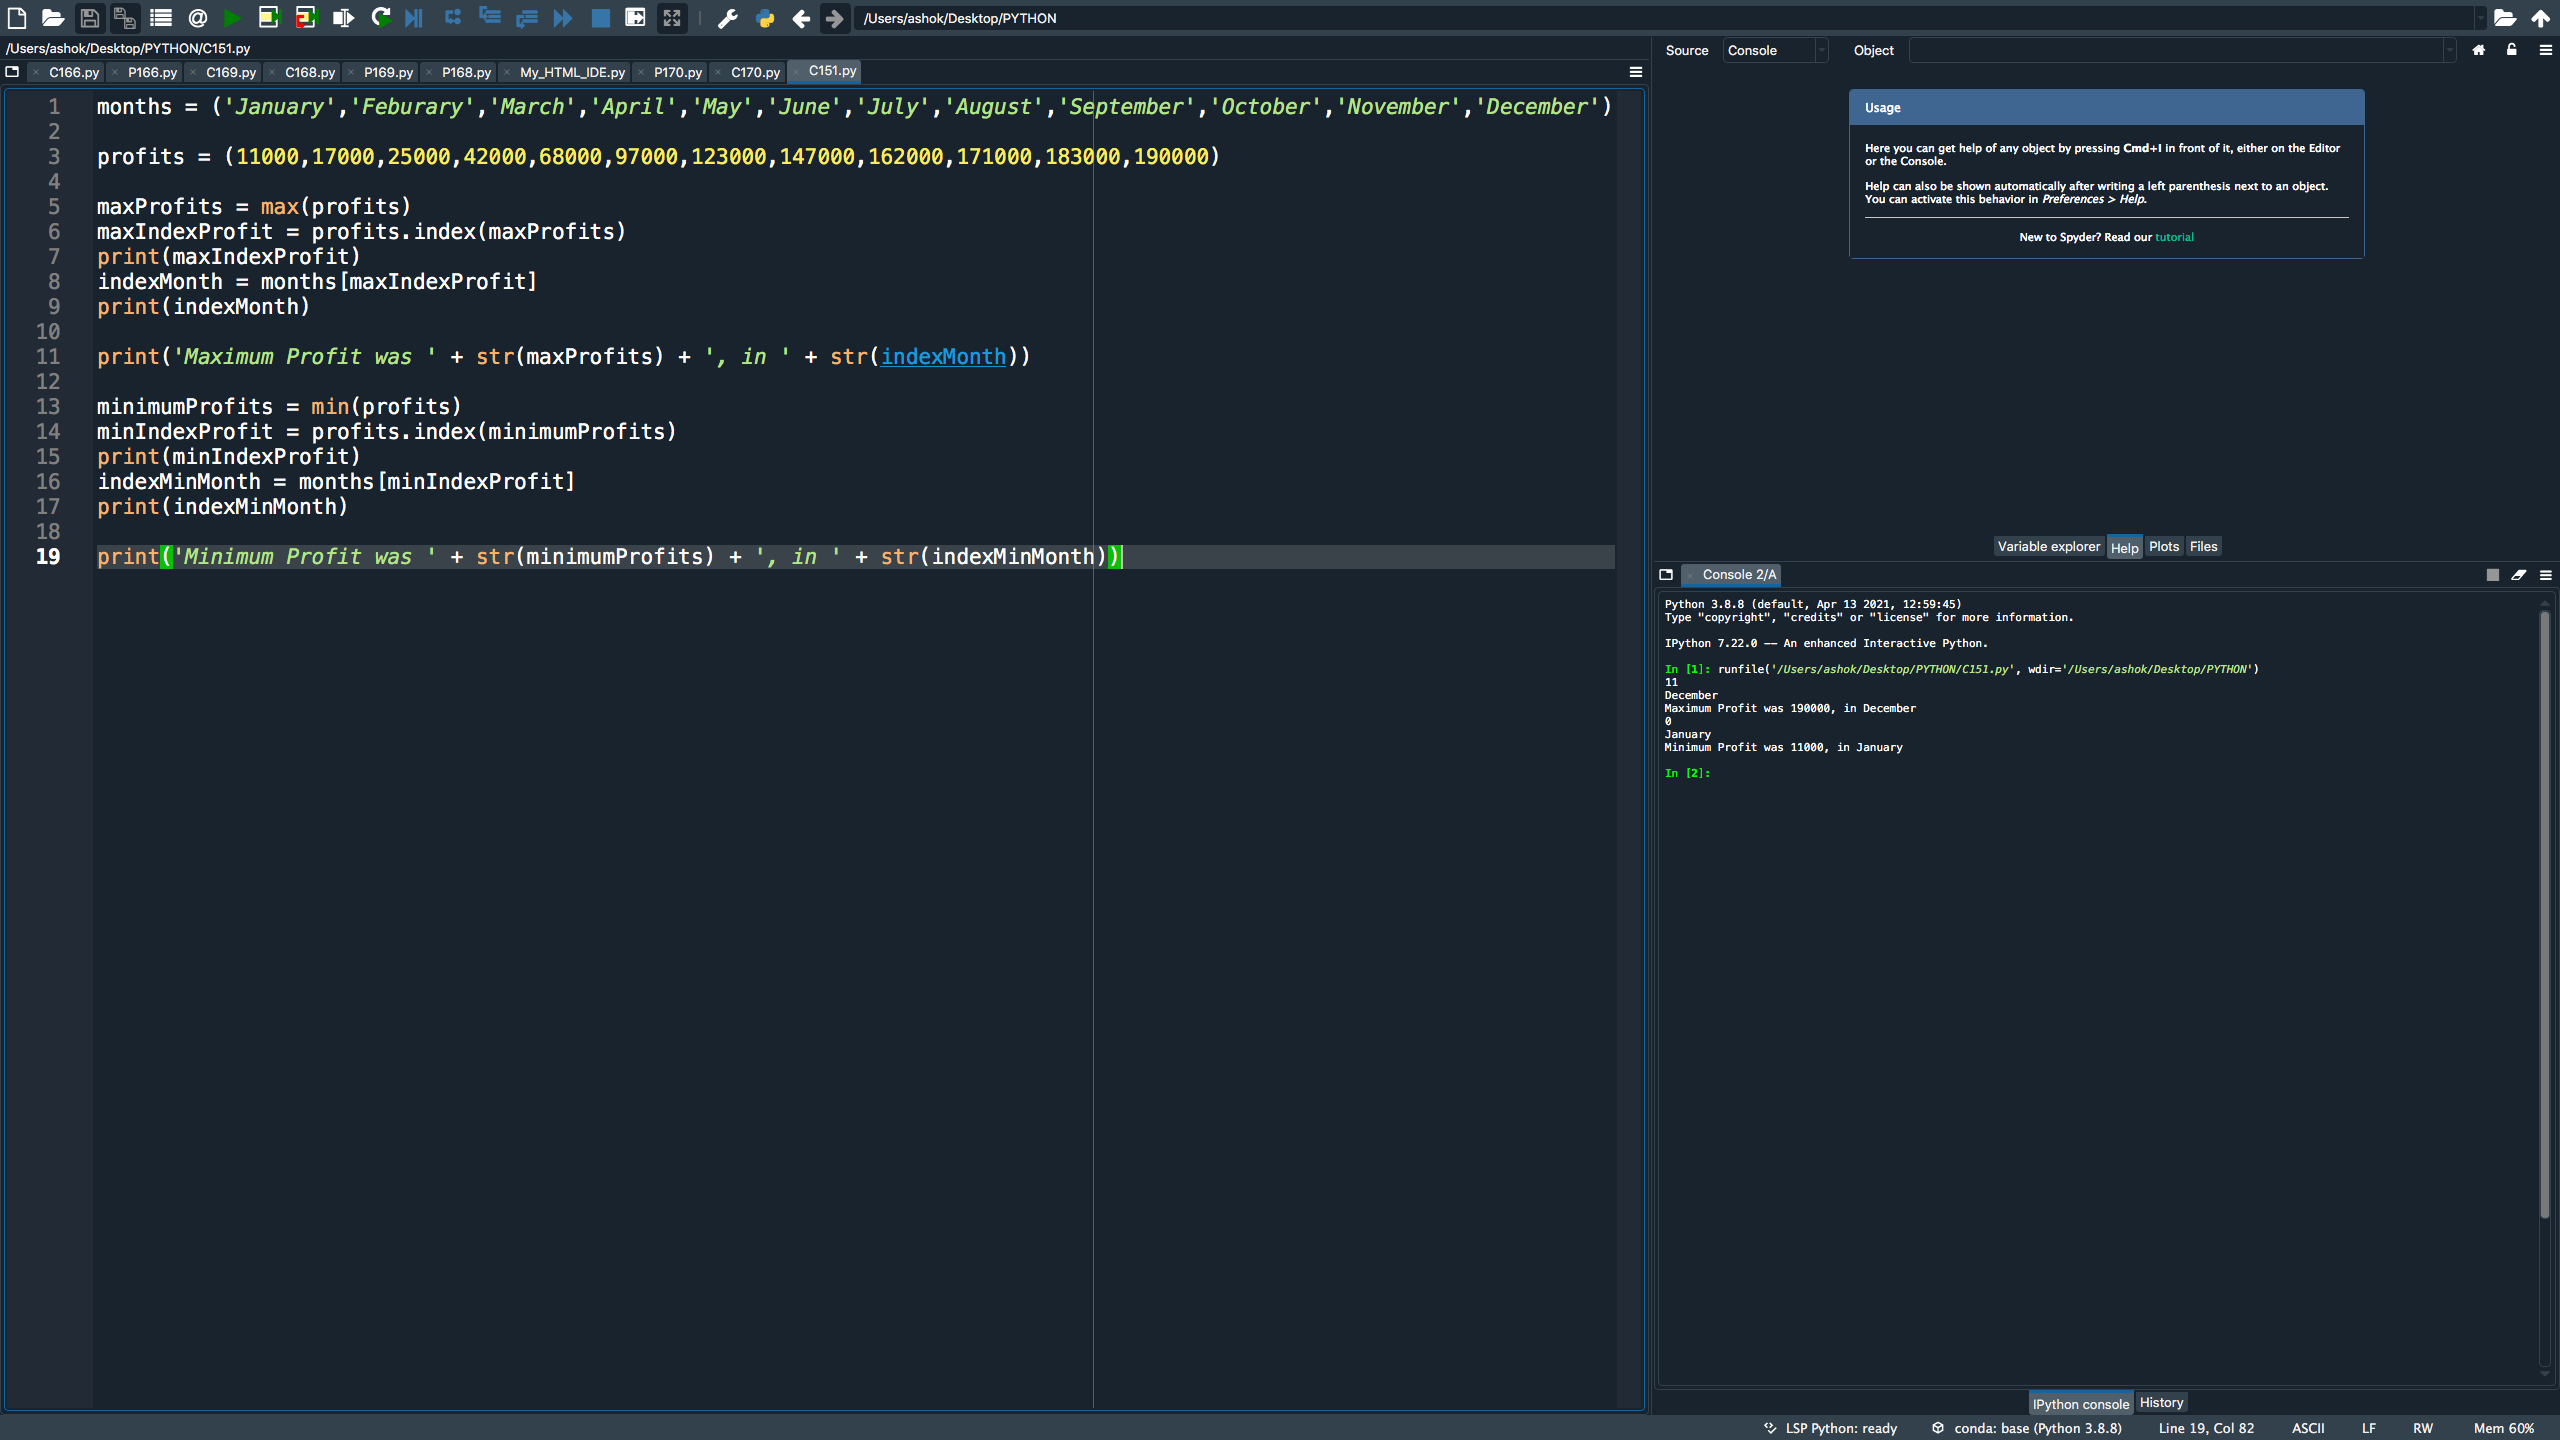 /Users/ashok/Desktop/PYTHON
/Users/ashok/Desktop/PYTHON/C151.py
C166.py P166.py C169.py C168.py P169.py P168.py My_HTML_IDE.py P170.py C170.py C151.py
1 months = ('January','Feburary','March','April','May','June','July','August','September','October','November','December')
2
3 profits = (11000,17000,25000,42000,68000,97000,123000,147000,162000,171000,183000,190000)
4
5 maxProfits = max(profits)
6 maxIndexProfit = profits.index(maxProfits)
7 print(maxIndexProfit)
8 indexMonth = months[maxIndexProfit]
9 print(indexMonth)
10
11 print('Maximum Profit was ' + str(maxProfits) + ', in ' + str(indexMonth))
12
13 minimumProfits = min(profits)
14 minIndexProfit = profits.index(minimumProfits)
15 print(minIndexProfit)
16 indexMinMonth = months[minIndexProfit]
17 print(indexMinMonth)
18
19 print('Minimum Profit was ' + str(minimumProfits) + ', in ' + str(indexMinMonth))
Source Console Object
Usage
Here you can get help of any object by pressing Cmd+I in front of it, either on the Editor
or the Console.
Help can also be shown automatically after writing a left parenthesis next to an object.
You can activate this behavior in Preferences > Help.
New to Spyder? Read our tutorial
Variable explorer Help Plots Files
Console 2/A
Python 3.8.8 (default, Apr 13 2021, 12:59:45)
Type "copyright", "credits" or "license" for more information.
IPython 7.22.0 -- An enhanced Interactive Python.
In [1]: runfile('/Users/ashok/Desktop/PYTHON/C151.py', wdir='/Users/ashok/Desktop/PYTHON')
11
December
Maximum Profit was 190000, in December
0
January
Minimum Profit was 11000, in January
In [2]:
IPython console History
LSP Python: ready conda: base (Python 3.8.8) Line 19, Col 82 ASCII LF RW Mem 60%